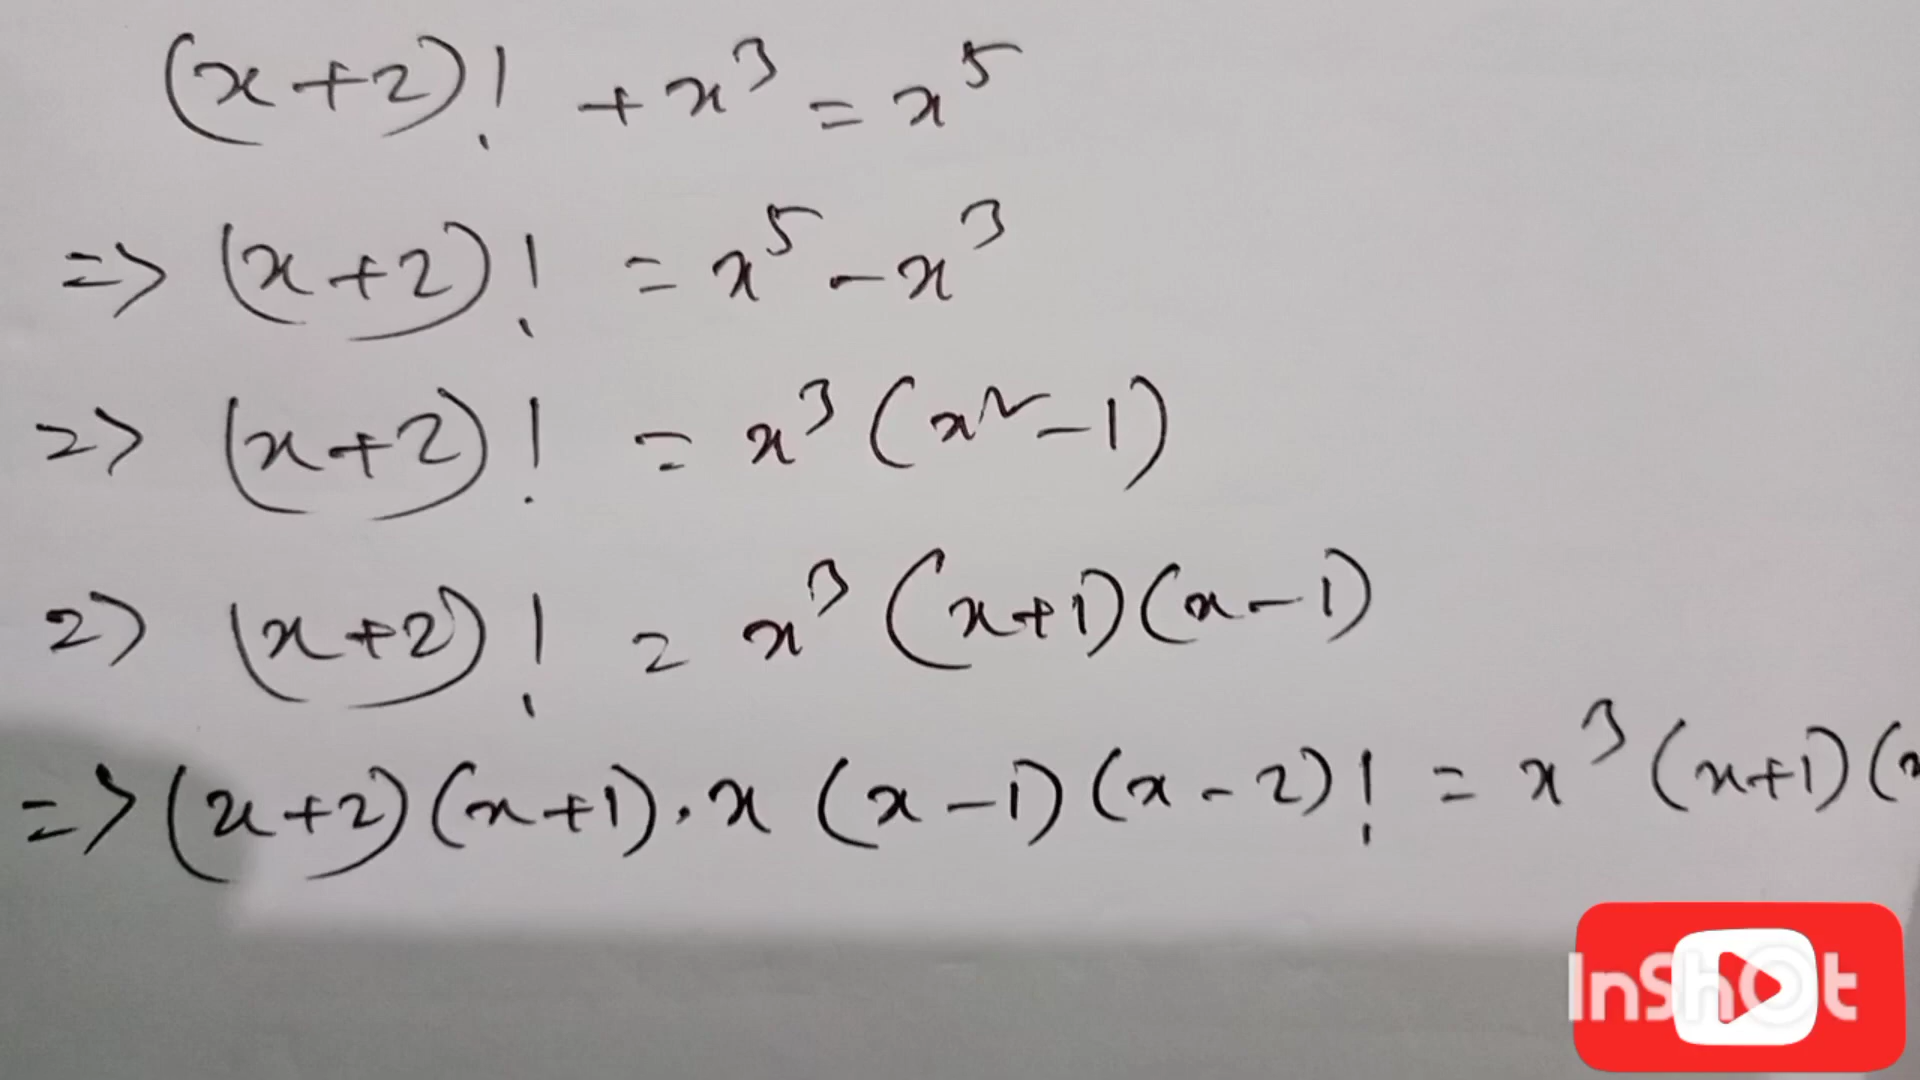 (x+2)! + x³ = x⁵
=> (x+2)! = x⁵ - x³
=> (x+2)! = x³ (x² - 1)
=> (x+2)! = x³ (x+1)(x-1)
=> (x+2)(x+1).x (x-1)(x-2)! = x³ (x+1)(x
InShOt